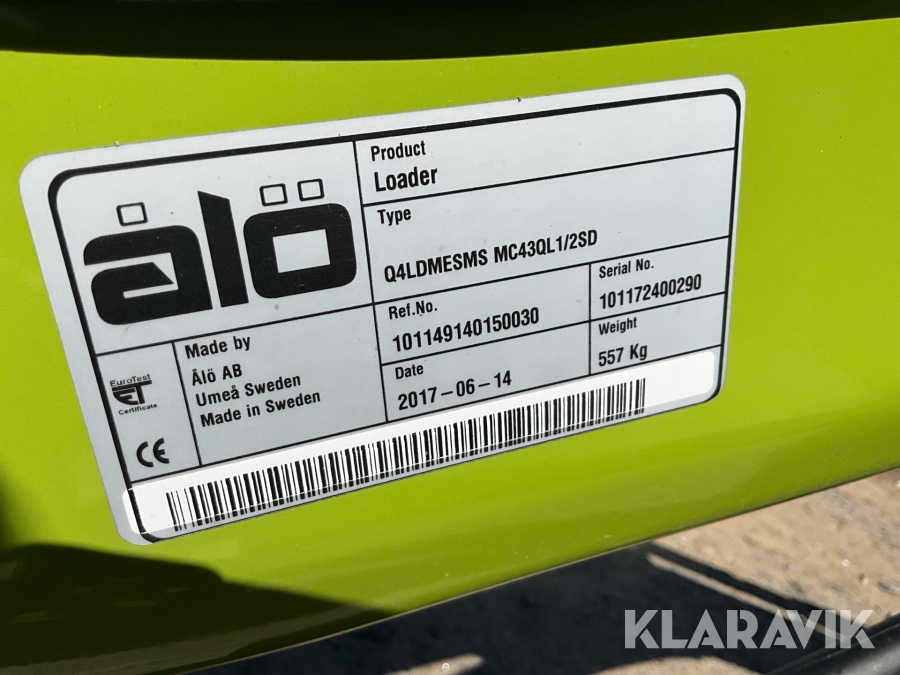 älö
Product
Loader
Type
Q4LDMESMS MC43QL1/2SD
Ref.No.
101149140150030
Serial No.
101172400290
Date
2017-06-14
Weight
557 Kg
Made by
Ålö AB
Umeå Sweden
Made in Sweden
EuroTest
ET
Certificate
CE
KLARAVIK